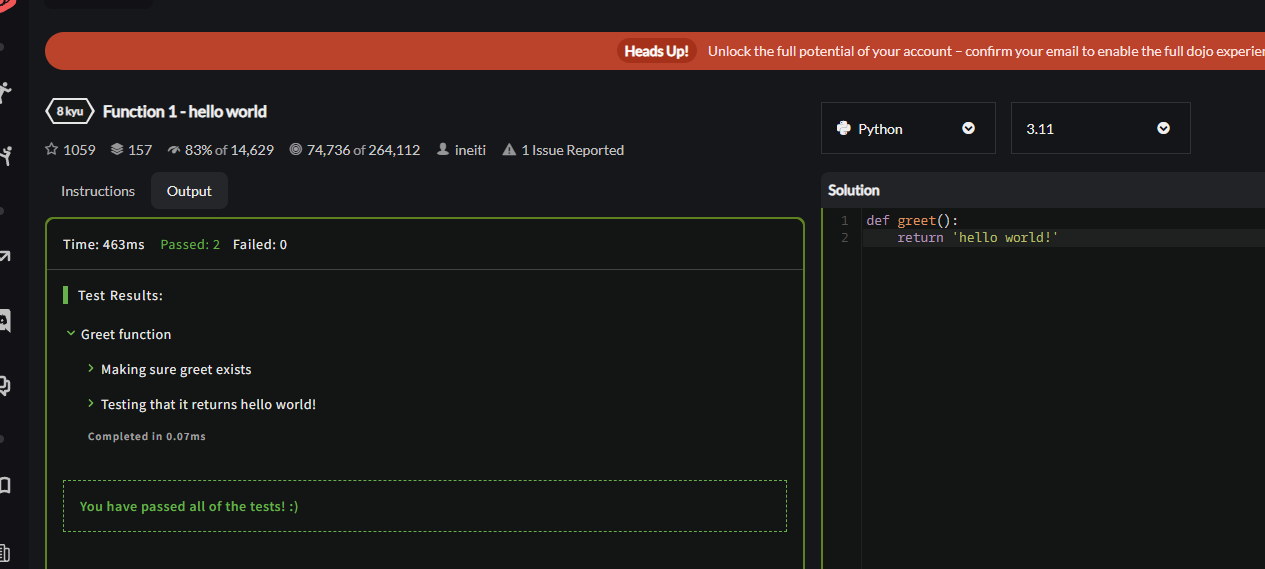 Heads Up! Unlock the full potential of your account – confirm your email to enable the full dojo
8 kyu Function 1 - hello world
Python 3.11
1059 157 83% of 14,629 74,736 of 264,112 ineiti 1 Issue Reported
Instructions Output
Solution
Time: 463ms Passed: 2 Failed: 0
1 def greet():
2 return 'hello world!'
Test Results:
Greet function
Making sure greet exists
Testing that it returns hello world!
Completed in 0.07ms
You have passed all of the tests! :)